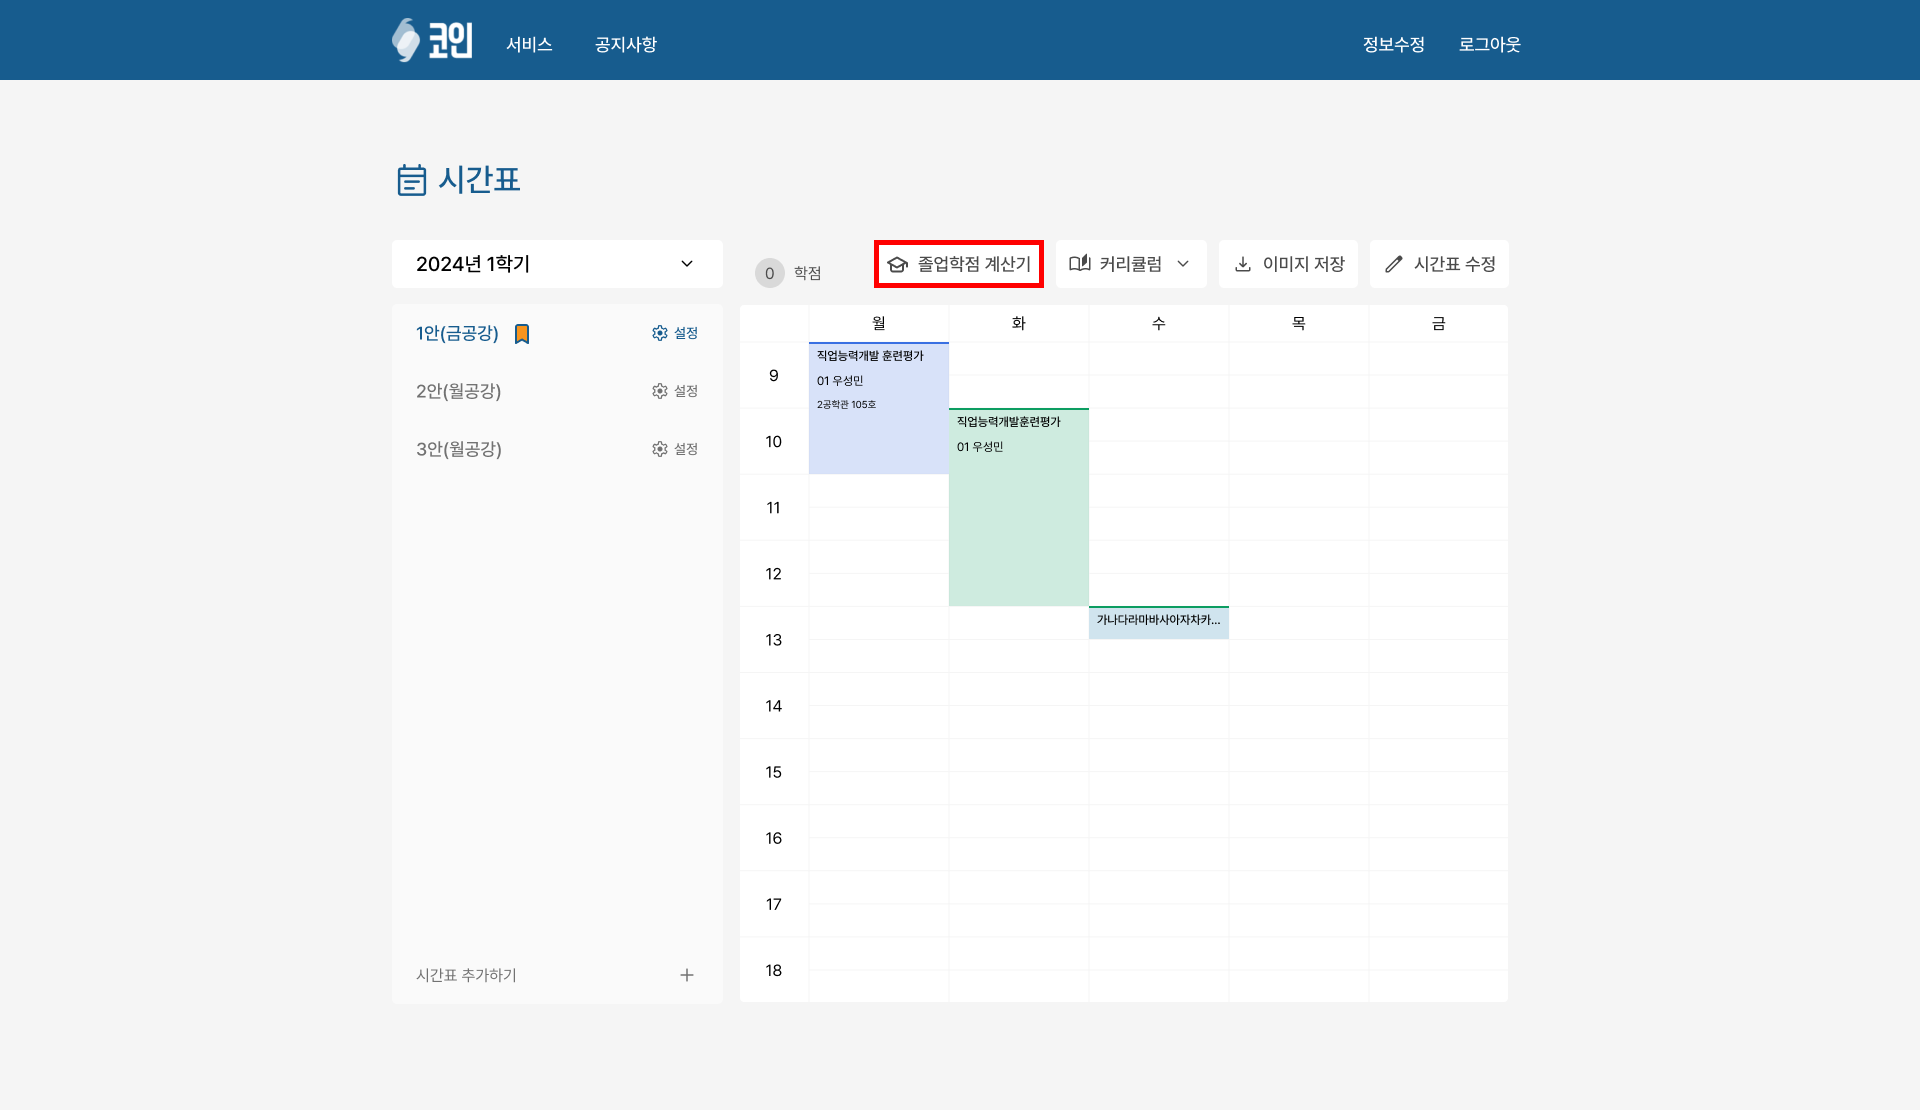 코인
서비스
공지사항
정보수정
로그아웃
시간표
2024년 1학기
0 학점
졸업학점 계산기
커리큘럼
이미지 저장
시간표 수정
1안(금공강)
설정
2안(월공강)
설정
3안(월공강)
설정
시간표 추가하기
월 화 수 목 금
9
직업능력개발 훈련평가
01 우성민
2공학관 105호
10
직업능력개발훈련평가
01 우성민
11
12
13
가나다라마바사아자차카...
14
15
16
17
18